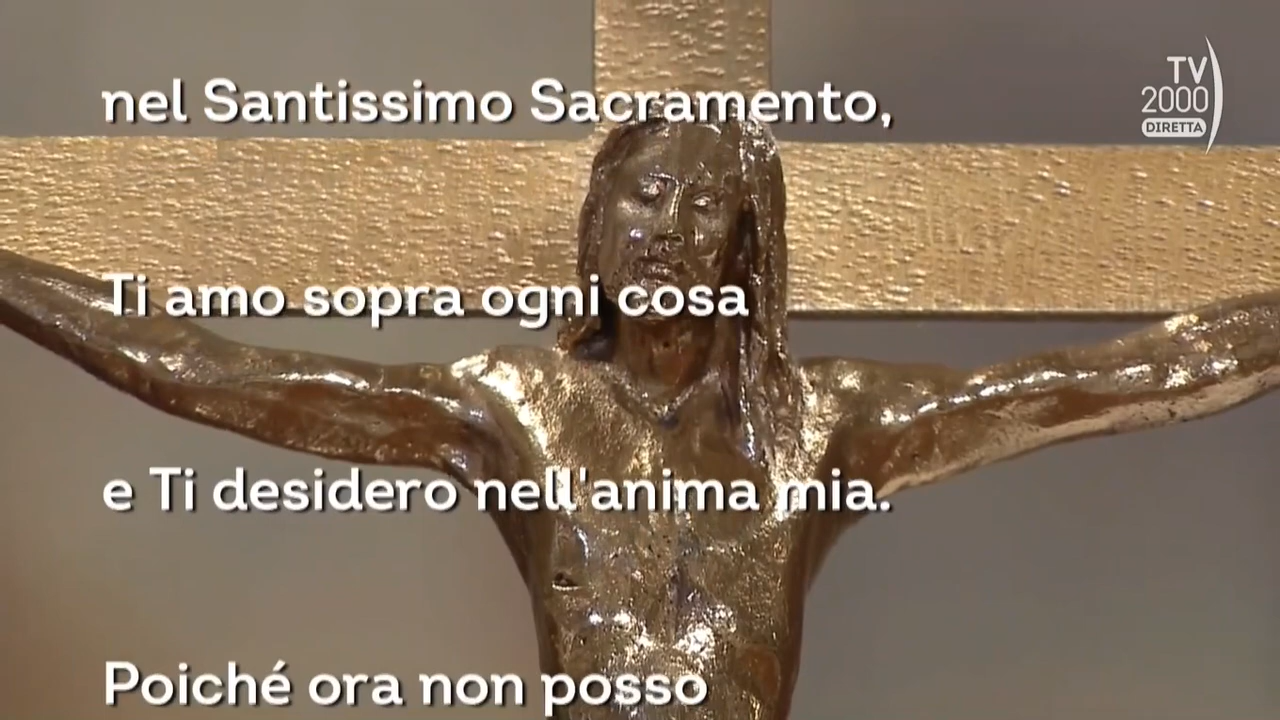 nel Santissimo Sacramento,
TV
2000
DIRETTA
Ti amo sopra ogni cosa
e Ti desidero nell'anima mia.
Poiché ora non posso